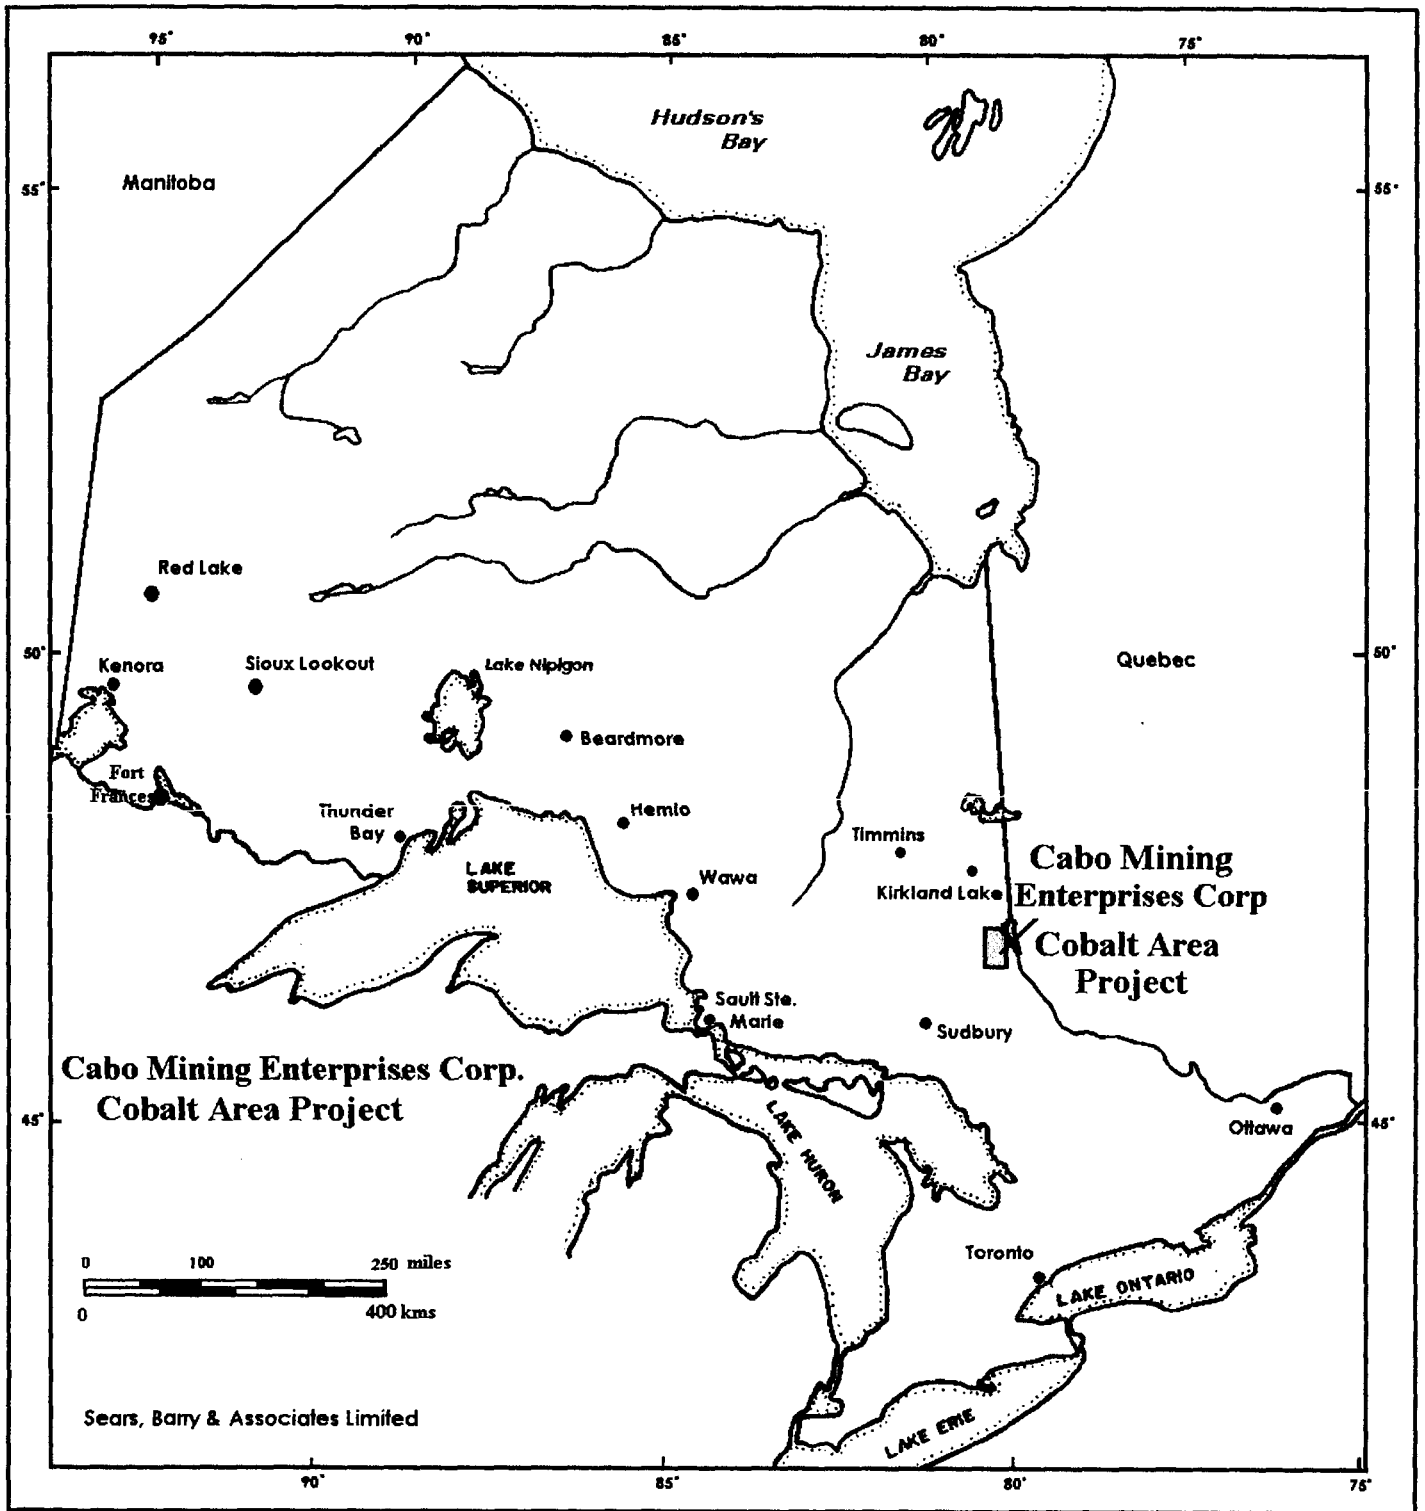 95° 90° 85° 80° 75°
Hudson's
Bay
55° Manitoba 55°
James
Bay
Red Lake
50° 50°
Kenora Sioux Lookout Lake Nipigon Quebec
Beardmore
Fort
Frances
Thunder
Bay
Hemlo
Timmins
LAKE
SUPERIOR
Wawa
Kirkland Lake
Cabo Mining
Enterprises Corp
Cobalt Area
Project
Sault Ste.
Marie
Sudbury
Cabo Mining Enterprises Corp.
Cobalt Area Project
45° 45°
LAKE HURON
Ottawa
Toronto
LAKE ONTARIO
0 100 250 miles
0 400 kms
LAKE ERIE
Sears, Barry & Associates Limited
90° 85° 80° 75°